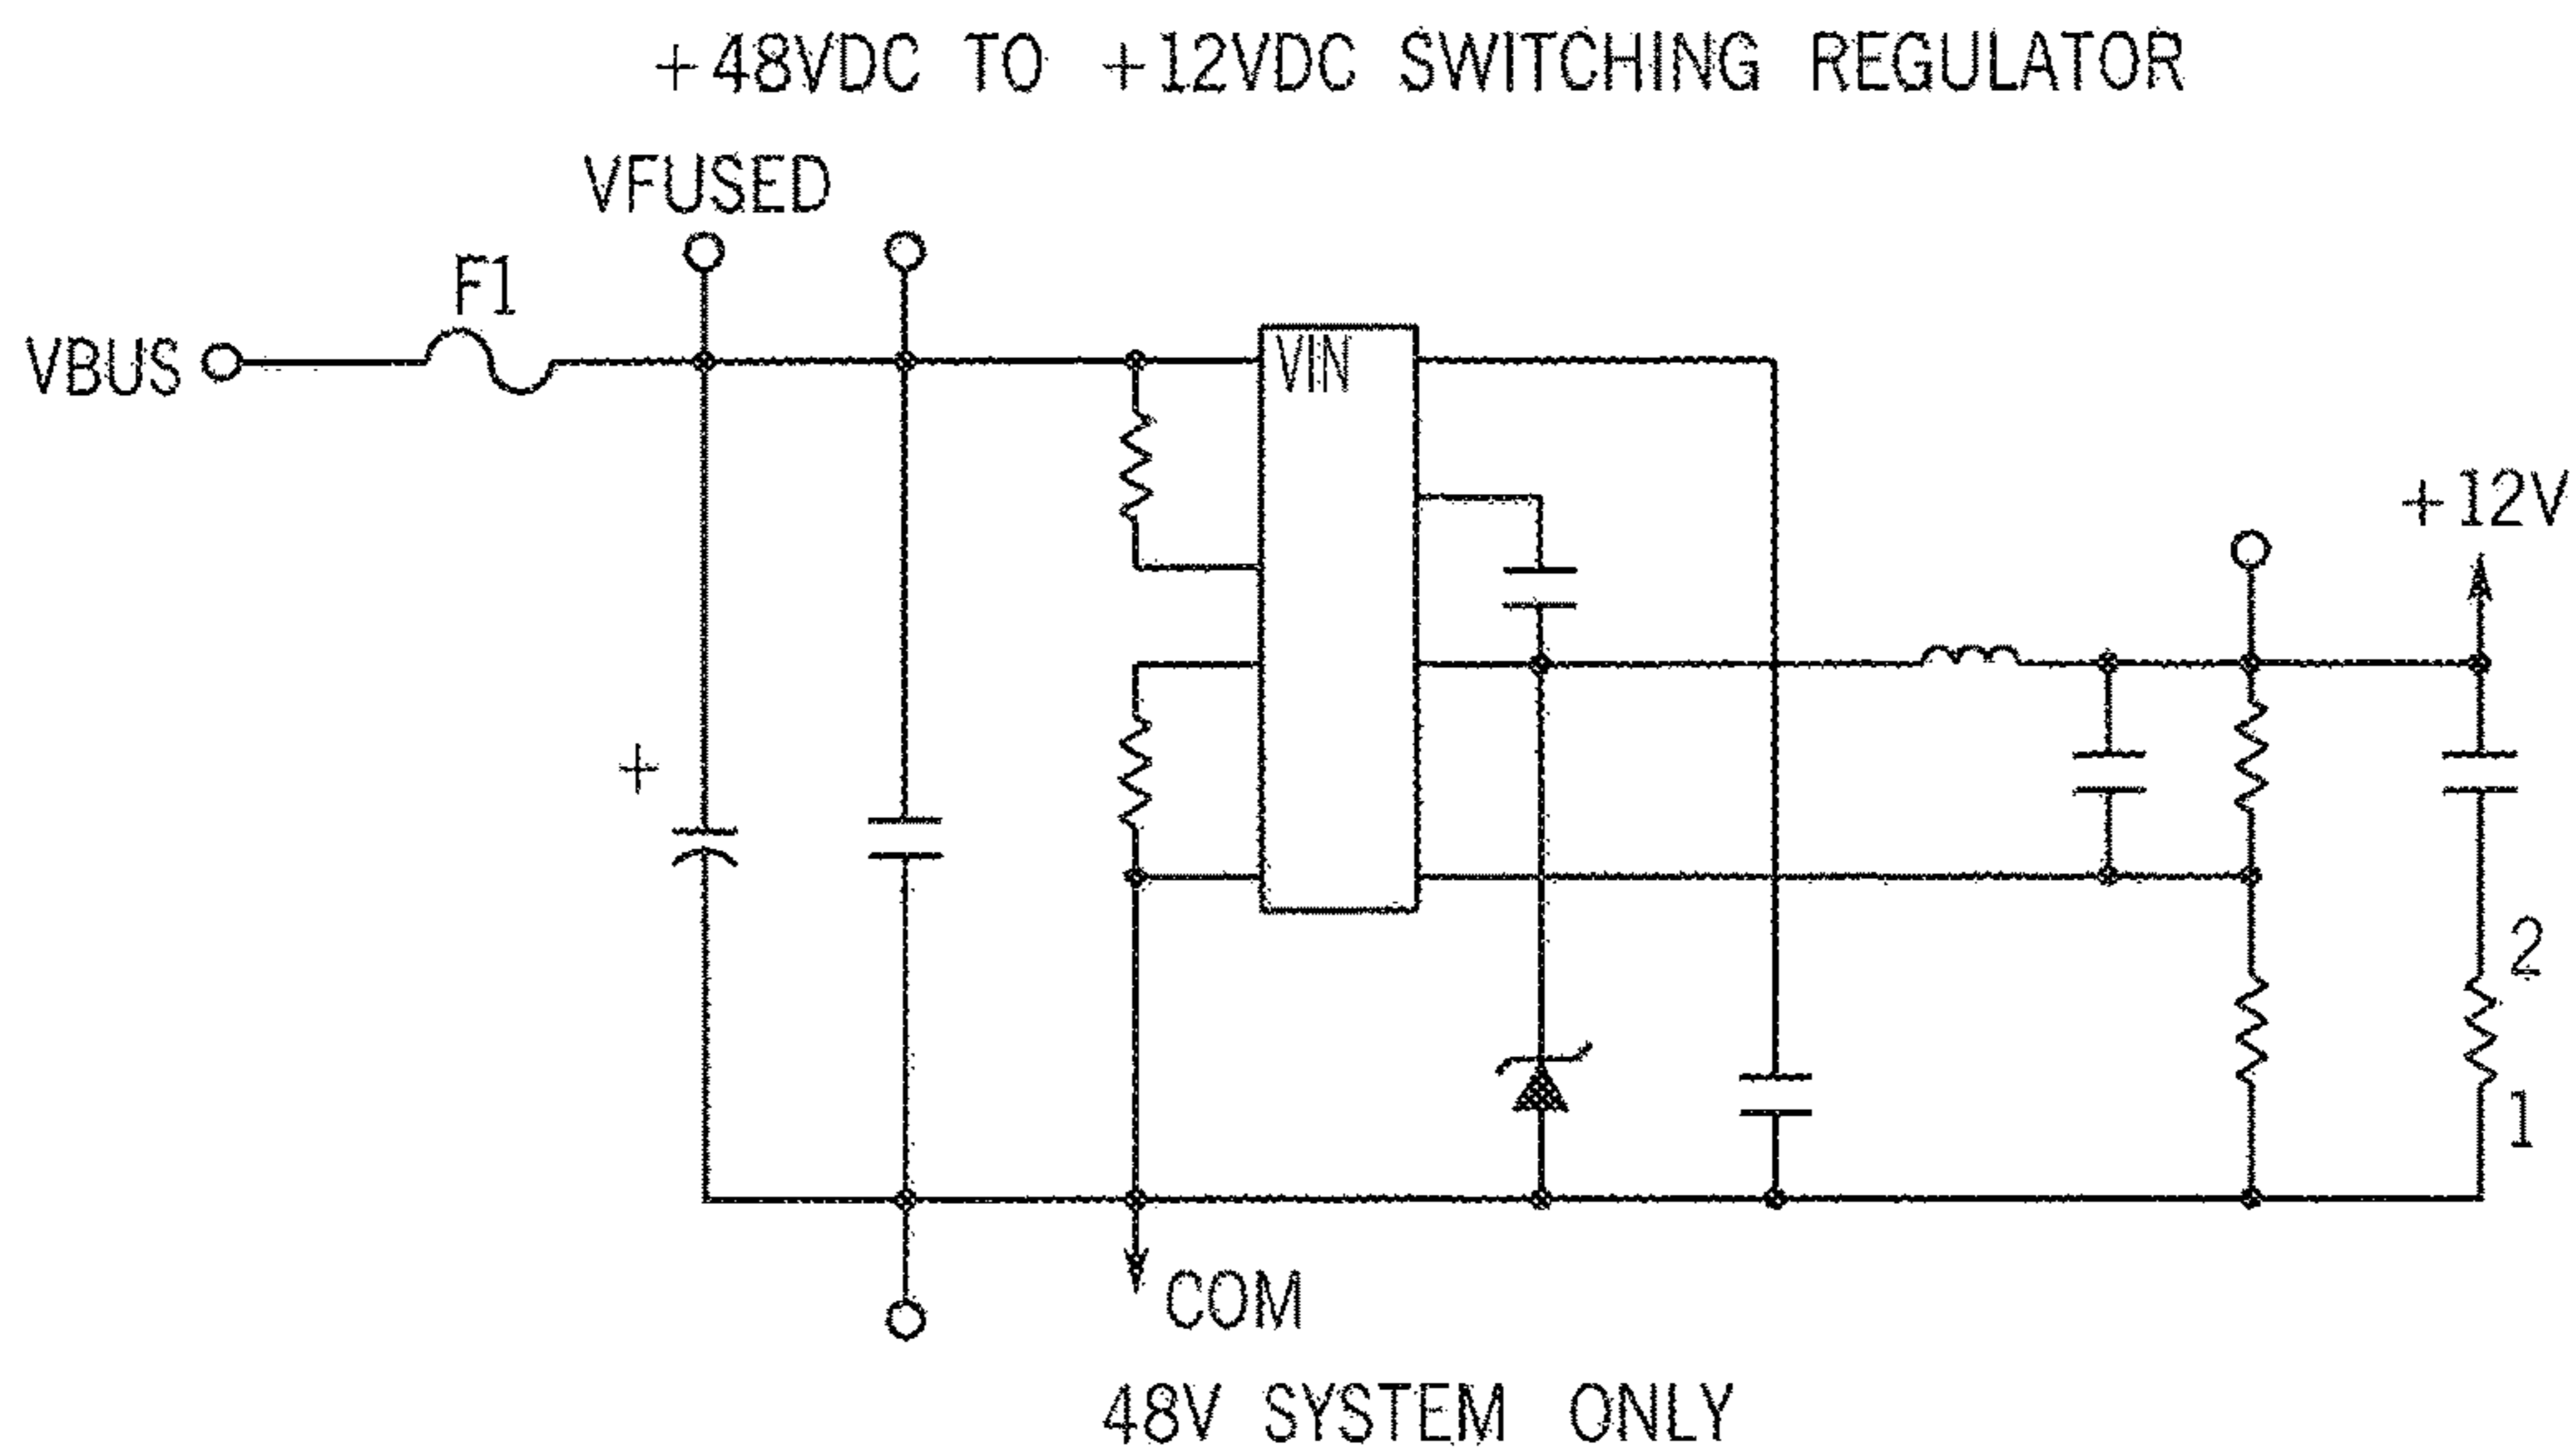 +48VDC TO +12VDC SWITCHING REGULATOR
VFUSED
F1
VBUS
VIN
+12V
+
2
1
COM
48V SYSTEM ONLY